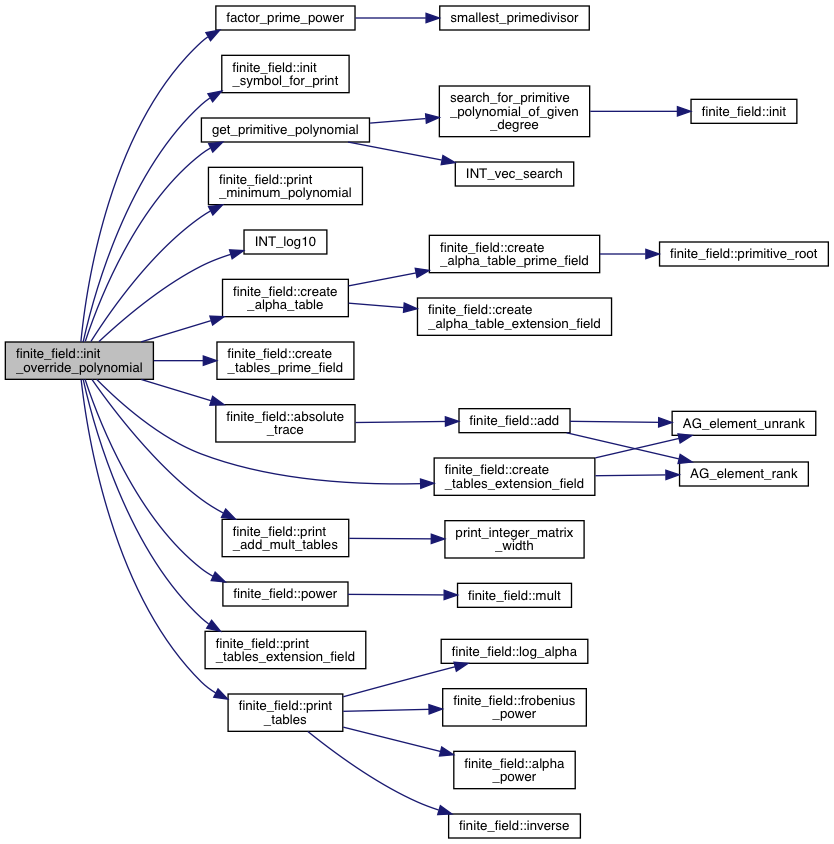 factor_prime_power
smallest_primedivisor
finite_field::init
_symbol_for_print
search_for_primitive
_polynomial_of_given
_degree
finite_field::init
get_primitive_polynomial
INT_vec_search
finite_field::print
_minimum_polynomial
INT_log10
finite_field::create
_alpha_table_prime_field
finite_field::primitive_root
finite_field::create
_alpha_table
finite_field::create
_alpha_table_extension_field
finite_field::init
_override_polynomial
finite_field::create
_tables_prime_field
finite_field::absolute
_trace
finite_field::add
AG_element_unrank
finite_field::create
_tables_extension_field
AG_element_rank
finite_field::print
_add_mult_tables
print_integer_matrix
_width
finite_field::power
finite_field::mult
finite_field::print
_tables_extension_field
finite_field::log_alpha
finite_field::print
_tables
finite_field::frobenius
_power
finite_field::alpha
_power
finite_field::inverse